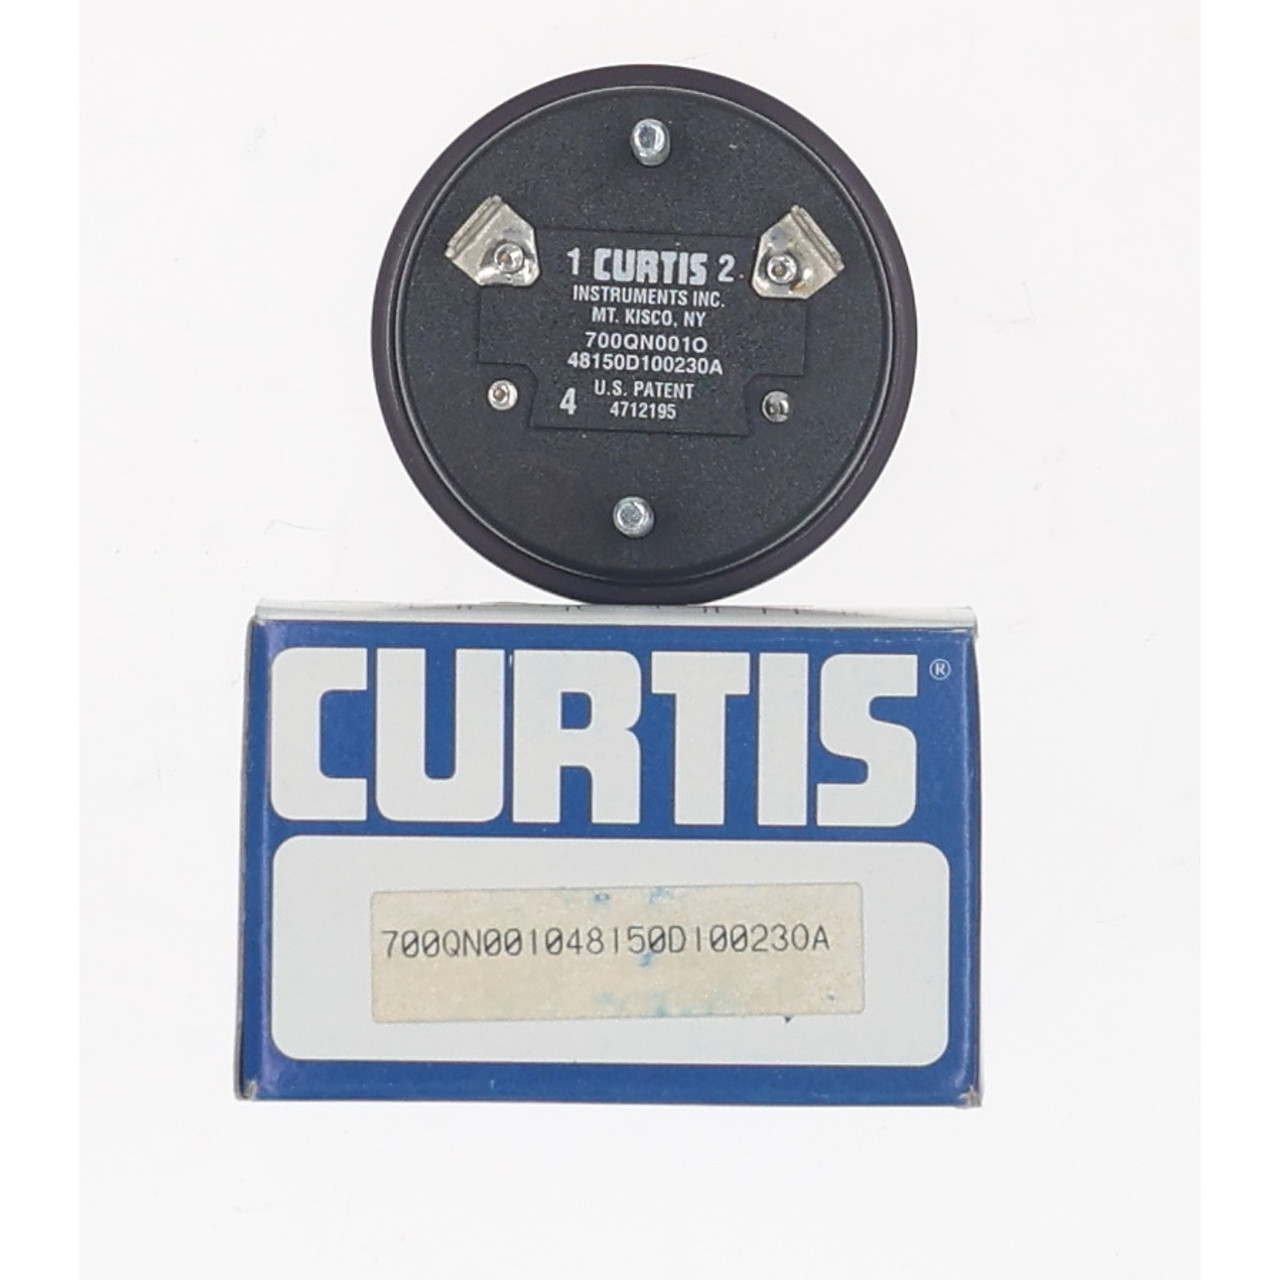 1 CURTIS 2
INSTRUMENTS INC.
MT. KISCO, NY
700QN001O
48150D100230A
U.S. PATENT
4 4712195
CURTIS®
700QN001048150D100230A